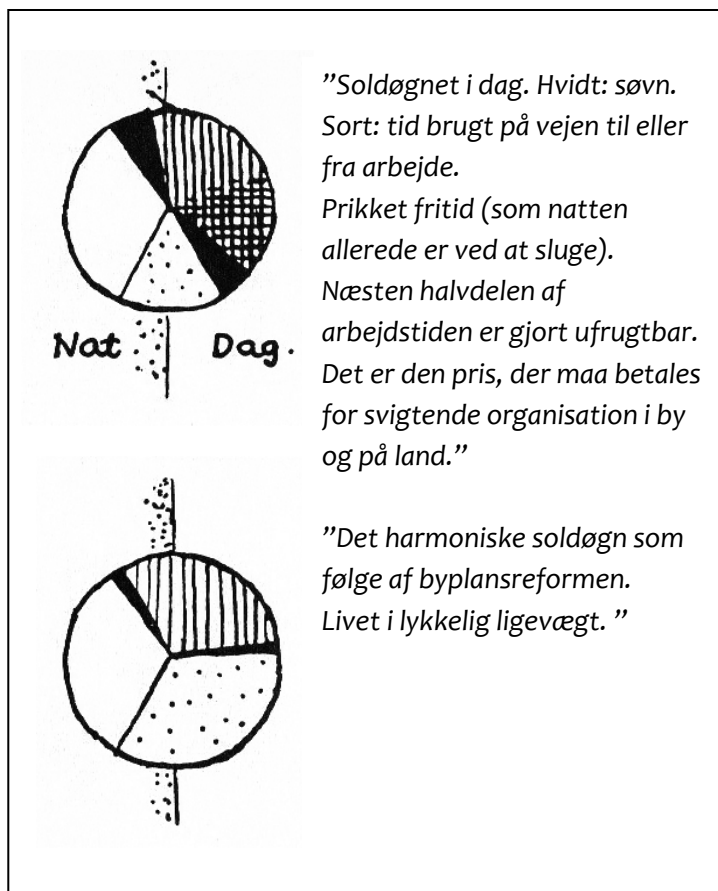 ”Soldøgnet i dag. Hvidt: søvn.
Sort: tid brugt på vejen til eller
fra arbejde.
Prikket fritid (som natten
allerede er ved at sluge).
Næsten halvdelen af
arbejdstiden er gjort ufrugtbar.
Det er den pris, der maa betales
for svigtende organisation i by
og på land.”
Nat Dag.
”Det harmoniske soldøgn som
følge af byplansreformen.
Livet i lykkelig ligevægt. ”